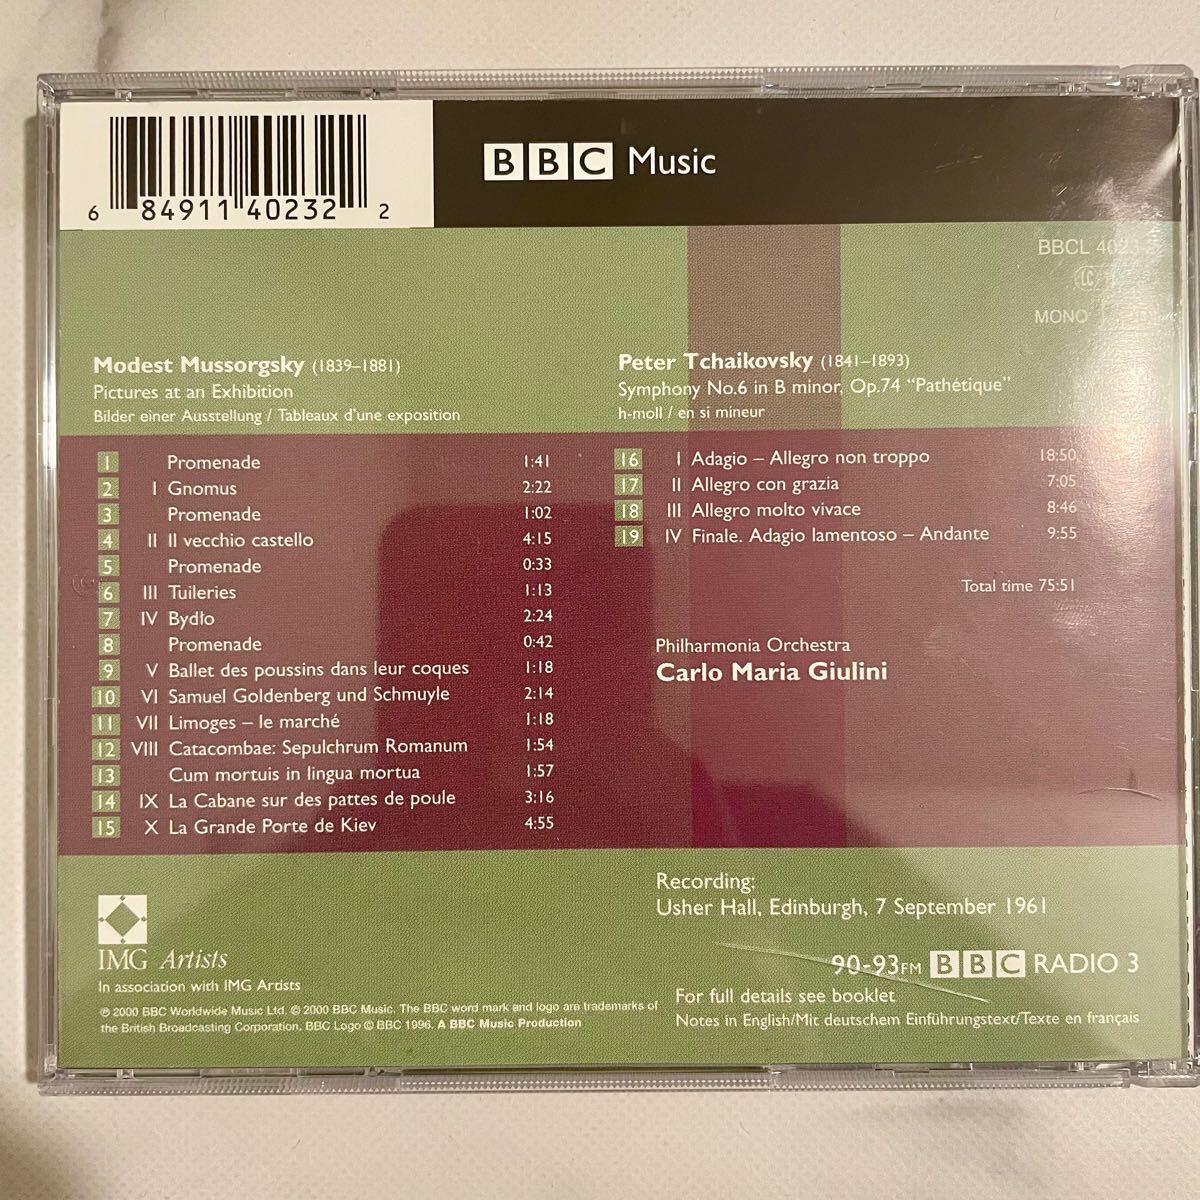 6 84911 40232 2
BBC Music
BBCL
LC
MONO
Modest Mussorgsky (1839–1881)
Pictures at an Exhibition
Bilder einer Ausstellung / Tableaux d'une exposition
1 Promenade 1:41
2 I Gnomus 2:22
3 Promenade 1:02
4 II Il vecchio castello 4:15
5 Promenade 0:33
6 III Tuileries 1:13
7 IV Bydło 2:24
8 Promenade 0:42
9 V Ballet des poussins dans leur coques 1:18
10 VI Samuel Goldenberg und Schmuyle 2:14
11 VII Limoges – le marché 1:18
12 VIII Catacombae: Sepulchrum Romanum 1:54
13 Cum mortuis in lingua mortua 1:57
14 IX La Cabane sur des pattes de poule 3:16
15 X La Grande Porte de Kiev 4:55
Peter Tchaikovsky (1841–1893)
Symphony No.6 in B minor, Op.74 "Pathétique"
h-moll / en si mineur
16 I Adagio – Allegro non troppo 18:50
17 II Allegro con grazia 7:05
18 III Allegro molto vivace 8:46
19 IV Finale. Adagio lamentoso – Andante 9:55
Total time 75:51
Philharmonia Orchestra
Carlo Maria Giulini
Recording:
Usher Hall, Edinburgh, 7 September 1961
IMG Artists
In association with IMG Artists
℗ 2000 BBC Worldwide Music Ltd. © 2000 BBC Music. The BBC word mark and logo are trademarks of
the British Broadcasting Corporation. BBC Logo © BBC 1996. A BBC Music Production
90-93FM BBC RADIO 3
For full details see booklet
Notes in English/Mit deutschem Einführungstext/Texte en français